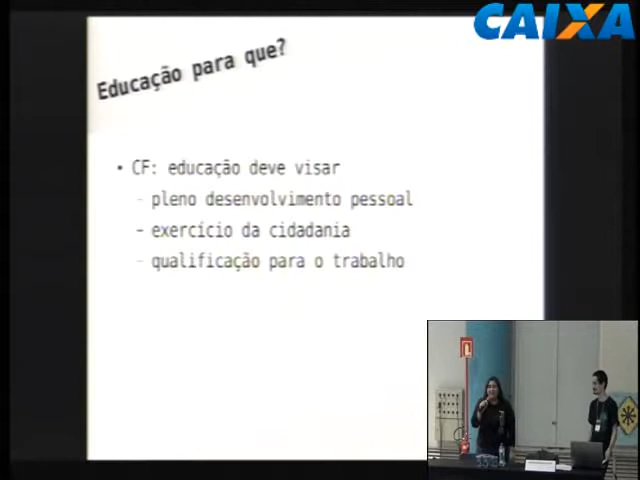 CAIXA
Educação para que?
• CF: educação deve visar
- pleno desenvolvimento pessoal
- exercício da cidadania
- qualificação para o trabalho